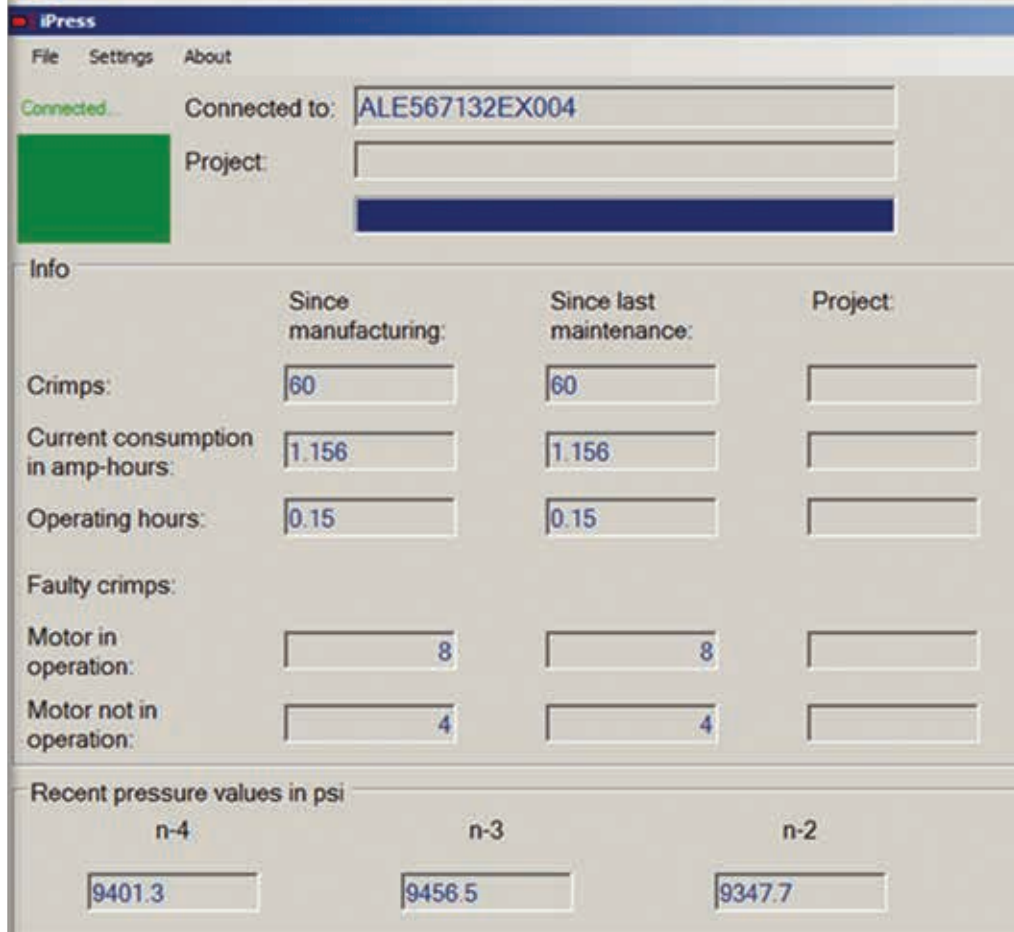 iPress
File Settings About
Connected... Connected to: ALE567132EX004
Project:
Info
Since manufacturing: Since last maintenance: Project:
Crimps: 60 60
Current consumption in amp-hours: 1.156 1.156
Operating hours: 0.15 0.15
Faulty crimps:
Motor in operation: 8 8
Motor not in operation: 4 4
Recent pressure values in psi
n-4 n-3 n-2
9401.3 9456.5 9347.7